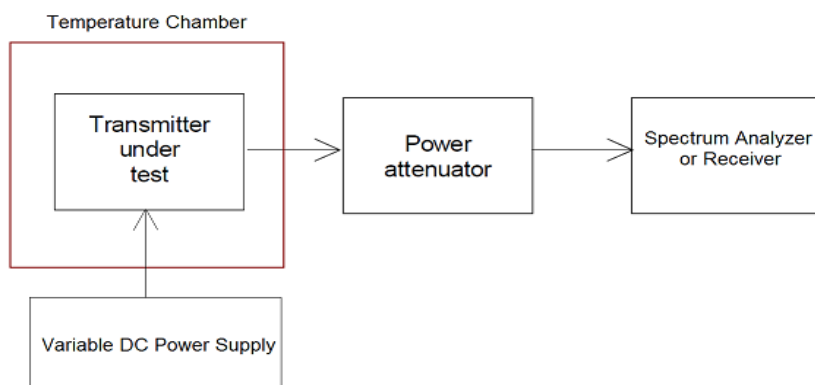 Temperature Chamber
Transmitter
under
test
Power
attenuator
Spectrum Analyzer
or Receiver
Variable DC Power Supply